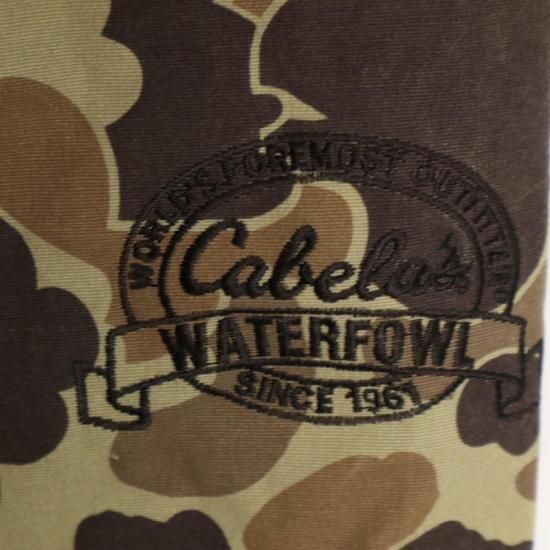 WORLD'S FOREMOST OUTFITTER
Cabela's
WATERFOWL
SINCE 1961